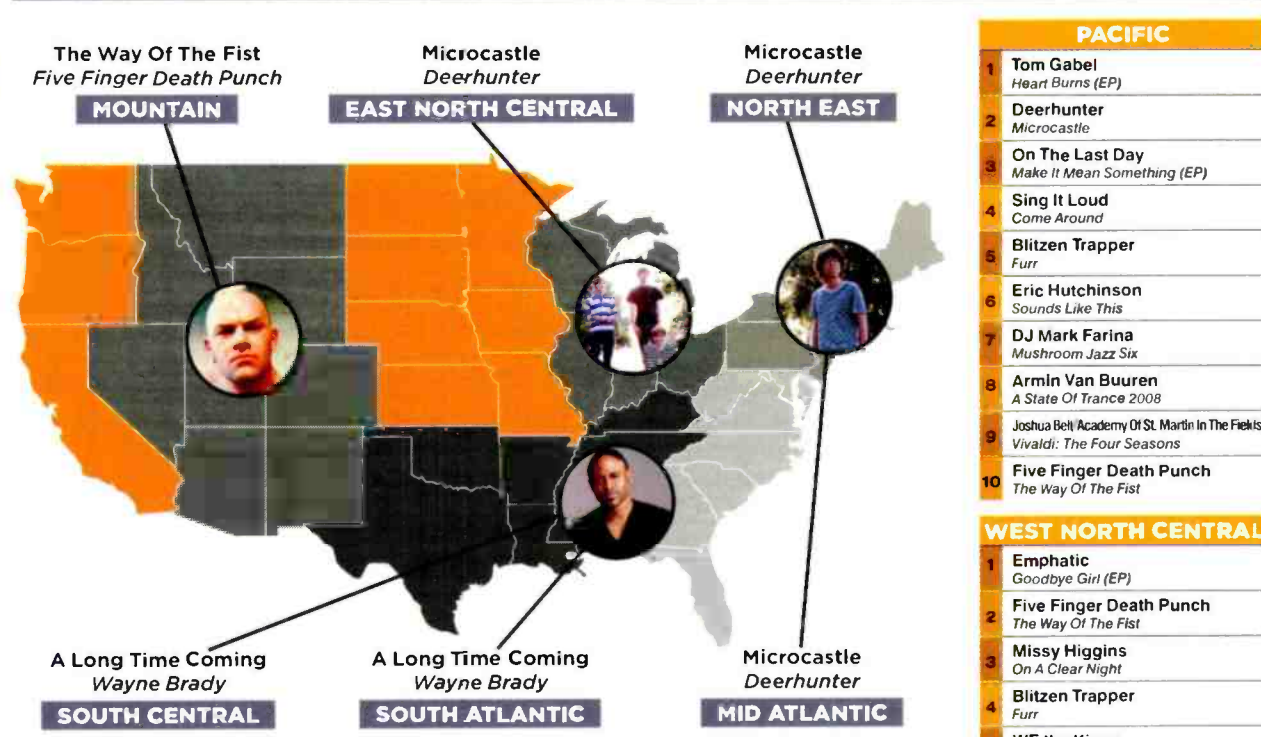 The Way Of The Fist
Five Finger Death Punch
MOUNTAIN
Microcastle
Deerhunter
EAST NORTH CENTRAL
Microcastle
Deerhunter
NORTH EAST
A Long Time Coming
Wayne Brady
SOUTH CENTRAL
A Long Time Coming
Wayne Brady
SOUTH ATLANTIC
Microcastle
Deerhunter
MID ATLANTIC
PACIFIC
1 Tom Gabel
Heart Burns (EP)
2 Deerhunter
Microcastle
3 On The Last Day
Make It Mean Something (EP)
4 Sing It Loud
Come Around
5 Blitzen Trapper
Furr
6 Eric Hutchinson
Sounds Like This
7 DJ Mark Farina
Mushroom Jazz Six
8 Armin Van Buuren
A State Of Trance 2008
9 Joshua Bell/Academy Of St. Martin In The Fields
Vivaldi: The Four Seasons
10 Five Finger Death Punch
The Way Of The Fist
WEST NORTH CENTRAL
1 Emphatic
Goodbye Girl (EP)
2 Five Finger Death Punch
The Way Of The Fist
3 Missy Higgins
On A Clear Night
4 Blitzen Trapper
Furr